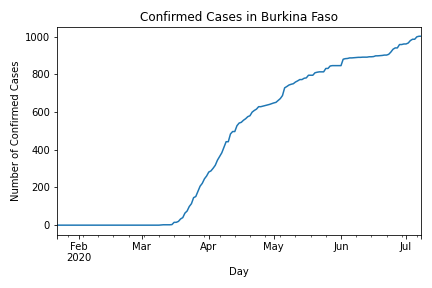 Confirmed Cases in Burkina Faso
Number of Confirmed Cases
1000
800
600
400
200
0
Feb Mar Apr May Jun Jul
2020
Day